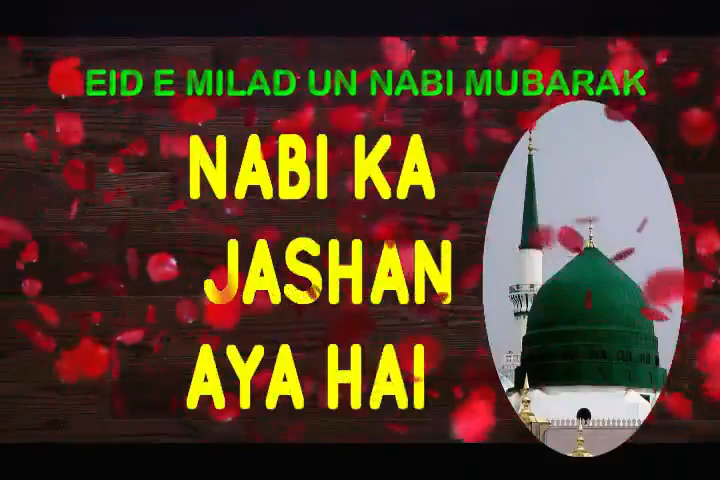 EID E MILAD UN NABI MUBARAK
NABI KA
JASHAN
AYA HAI